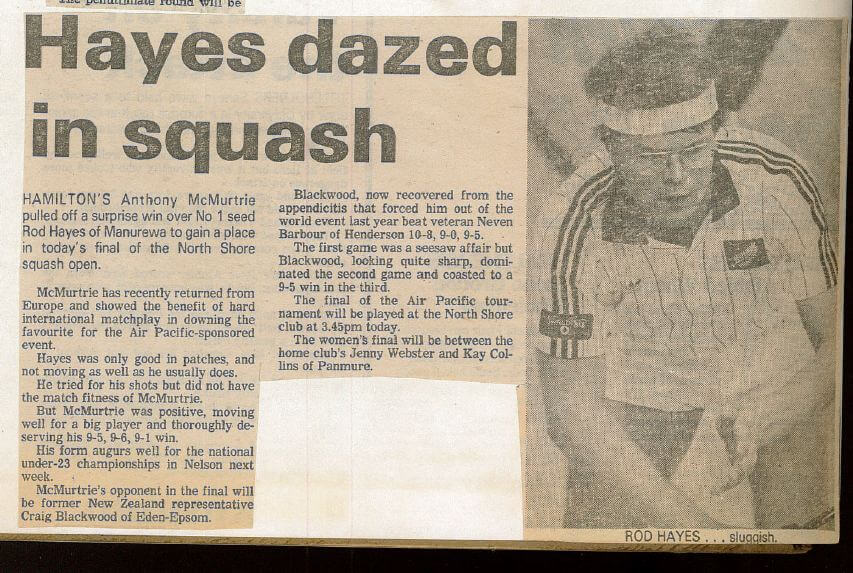 The penultimate round will be
Hayes dazed
in squash
HAMILTON'S Anthony McMurtrie
pulled off a surprise win over No 1 seed
Rod Hayes of Manurewa to gain a place
in today's final of the North Shore
squash open.
McMurtrie has recently returned from
Europe and showed the benefit of hard
international matchplay in downing the
favourite for the Air Pacific-sponsored
event.
Hayes was only good in patches, and
not moving as well as he usually does.
He tried for his shots but did not have
the match fitness of McMurtrie.
But McMurtrie was positive, moving
well for a big player and thoroughly de-
serving his 9-5, 9-6, 9-1 win.
His form augurs well for the national
under-23 championships in Nelson next
week.
McMurtrie's opponent in the final will
be former New Zealand representative
Craig Blackwood of Eden-Epsom.
Blackwood, now recovered from the
appendicitis that forced him out of the
world event last year beat veteran Neven
Barbour of Henderson 10-8, 9-0, 9-5.
The first game was a seesaw affair but
Blackwood, looking quite sharp, domi-
nated the second game and coasted to a
9-5 win in the third.
The final of the Air Pacific tour-
nament will be played at the North Shore
club at 3.45pm today.
The women's final will be between the
home club's Jenny Webster and Kay Col-
lins of Panmure.
ROD HAYES . . . sluggish.